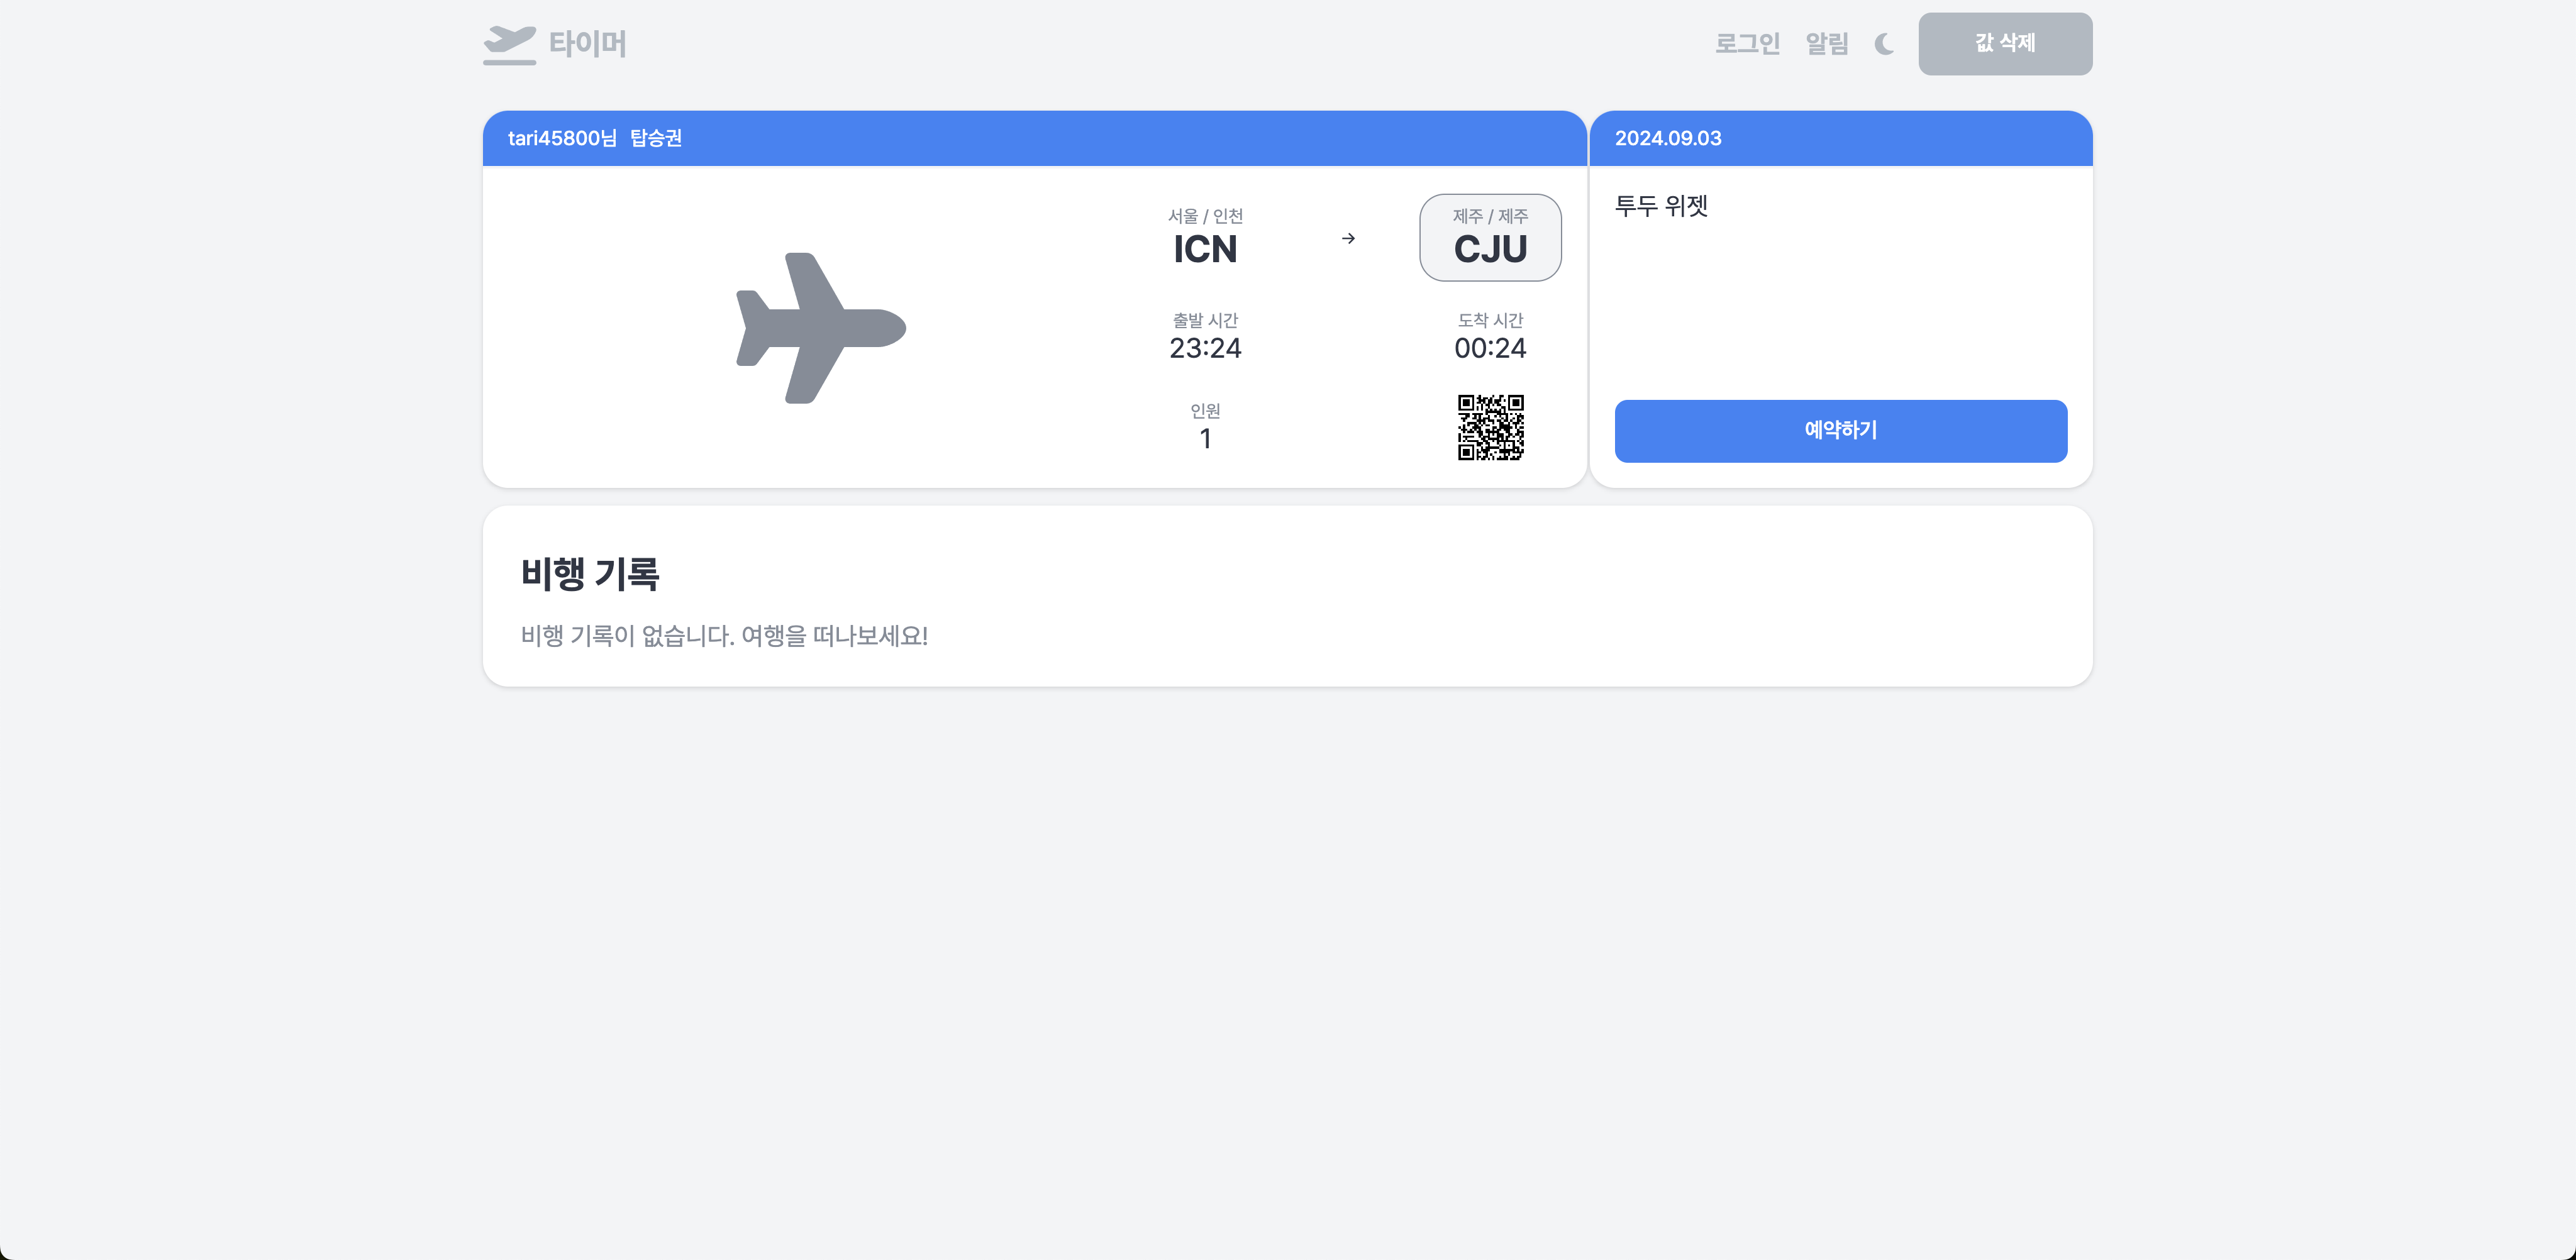 타이머
로그인 알림 값 삭제
tari45800님 탑승권
서울 / 인천
ICN
→
제주 / 제주
CJU
출발 시간
23:24
도착 시간
00:24
인원
1
2024.09.03
투두 위젯
예약하기
비행 기록
비행 기록이 없습니다. 여행을 떠나보세요!